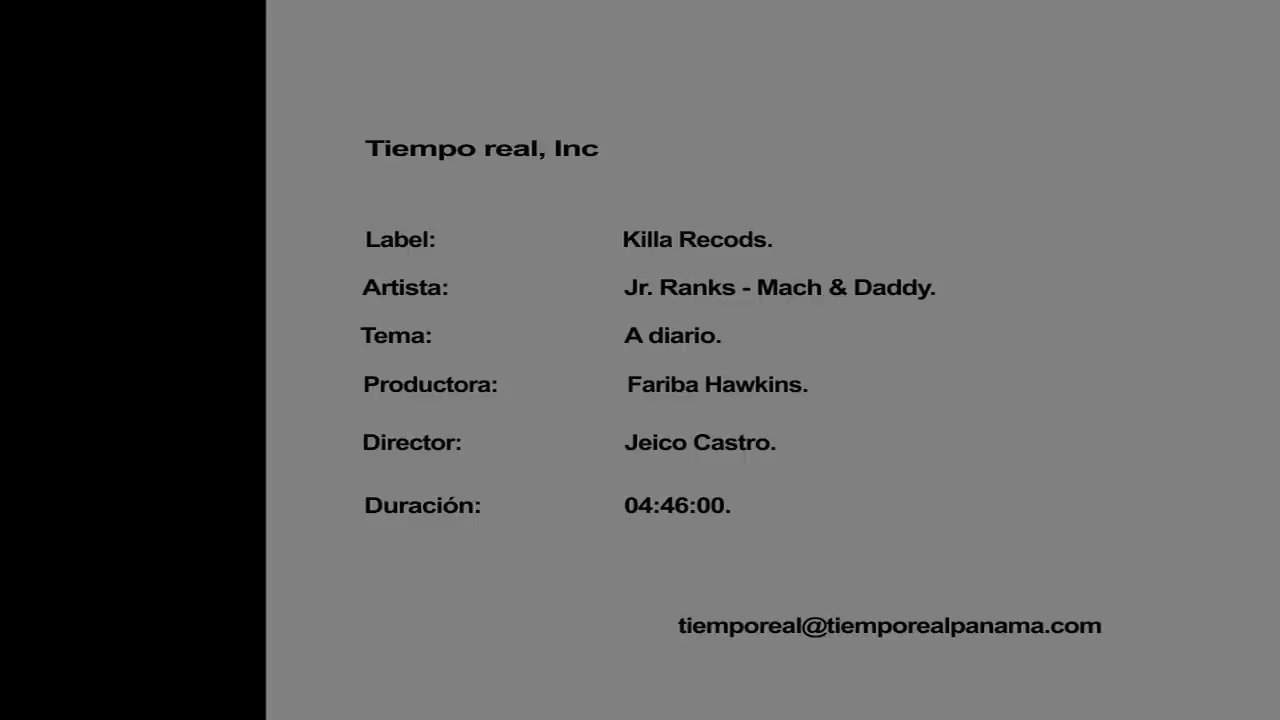 Tiempo real, Inc
Label: Killa Recods.
Artista: Jr. Ranks - Mach & Daddy.
Tema: A diario.
Productora: Fariba Hawkins.
Director: Jeico Castro.
Duración: 04:46:00.
tiemporeal@tiemporealpanama.com